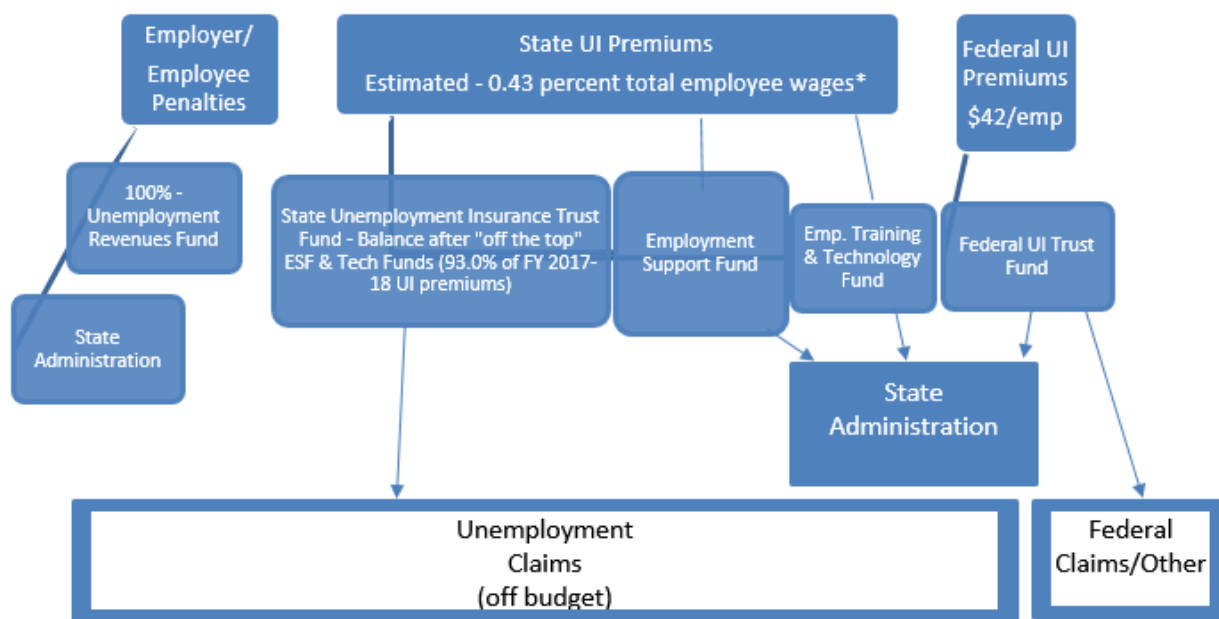 Employer/
Employee
Penalties
State UI Premiums
Estimated - 0.43 percent total employee wages*
Federal UI
Premiums
$42/emp
100% -
Unemployment
Revenues Fund
State Unemployment Insurance Trust
Fund - Balance after "off the top"
ESF & Tech Funds (93.0% of FY 2017-
18 UI premiums)
Employment
Support Fund
Emp. Training
& Technology
Fund
Federal UI Trust
Fund
State
Administration
State
Administration
Unemployment
Claims
(off budget)
Federal
Claims/Other